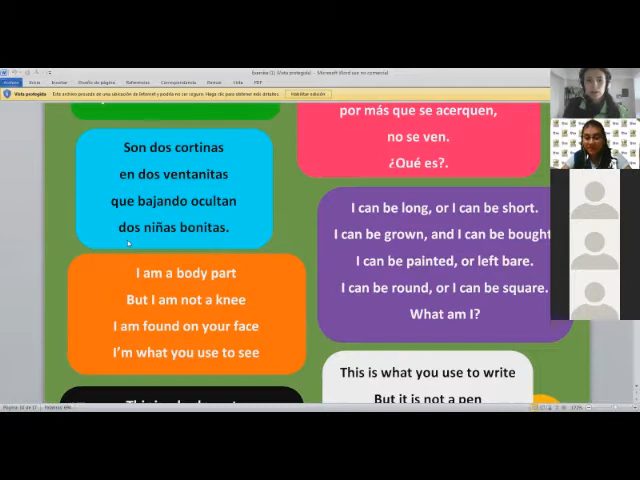 Vista protegida
Habilitar edición
por más que se acerquen,
no se ven.
¿Qué es?.
Son dos cortinas
en dos ventanitas
que bajando ocultan
dos niñas bonitas.
I can be long, or I can be short.
I can be grown, and I can be bought
I can be painted, or left bare.
I can be round, or I can be square.
What am I?
I am a body part
But I am not a knee
I am found on your face
I'm what you use to see
This is what you use to write
But it is not a pen